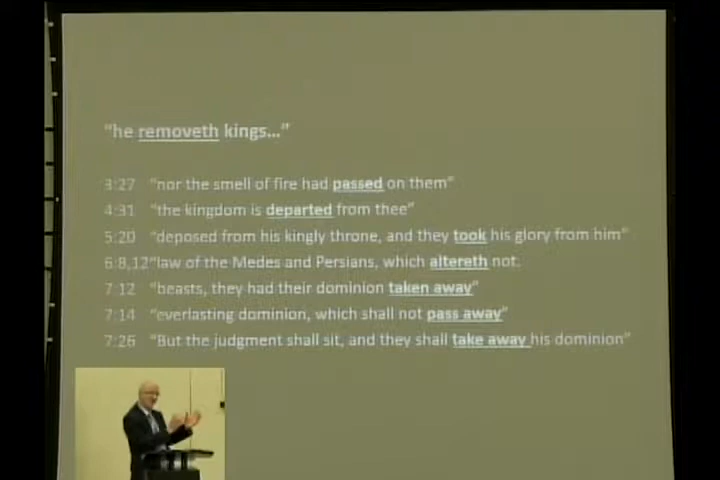 "he removeth kings..."
3:27 "nor the smell of fire had passed on them"
4:31 "the kingdom is departed from thee"
5:20 "deposed from his kingly throne, and they took his glory from him"
6:8,12"law of the Medes and Persians, which altereth not.
7:12 "beasts, they had their dominion taken away"
7:14 "everlasting dominion, which shall not pass away"
7:26 "But the judgment shall sit, and they shall take away his dominion"